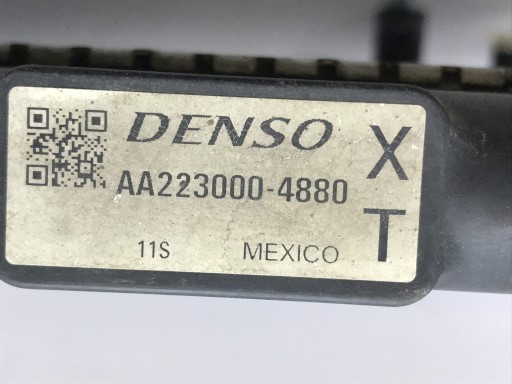 DENSO
AA223000-4880
11S MEXICO
X
T